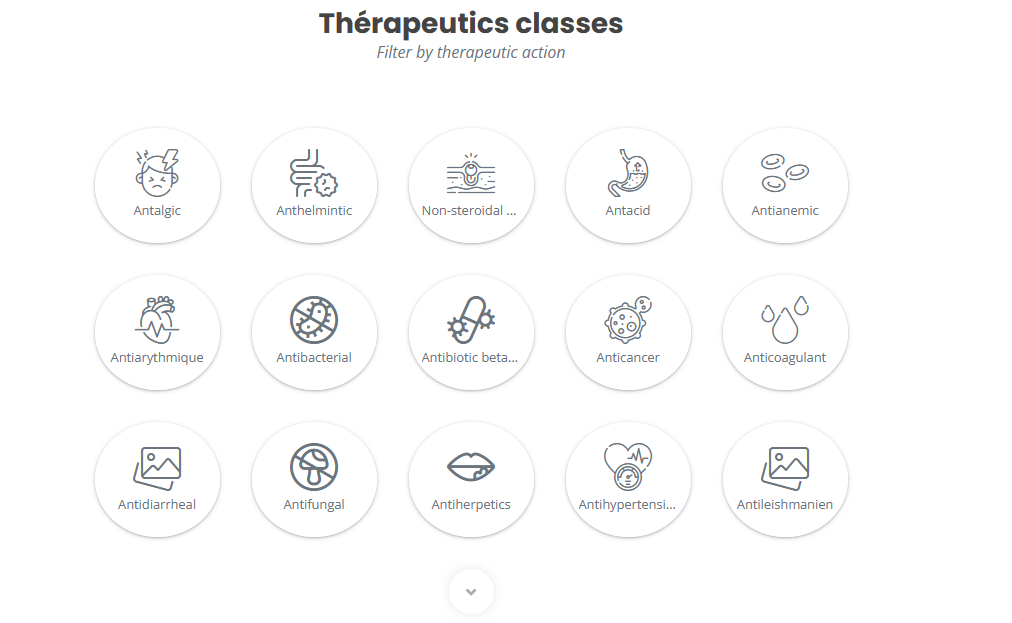 Thérapeutics classes
Filter by therapeutic action
Antalgic
Anthelmintic
Non-steroidal ...
Antacid
Antianemic
Antiarythmique
Antibacterial
Antibiotic beta...
Anticancer
Anticoagulant
Antidiarrheal
Antifungal
Antiherpetics
Antihypertensi...
Antileishmanien